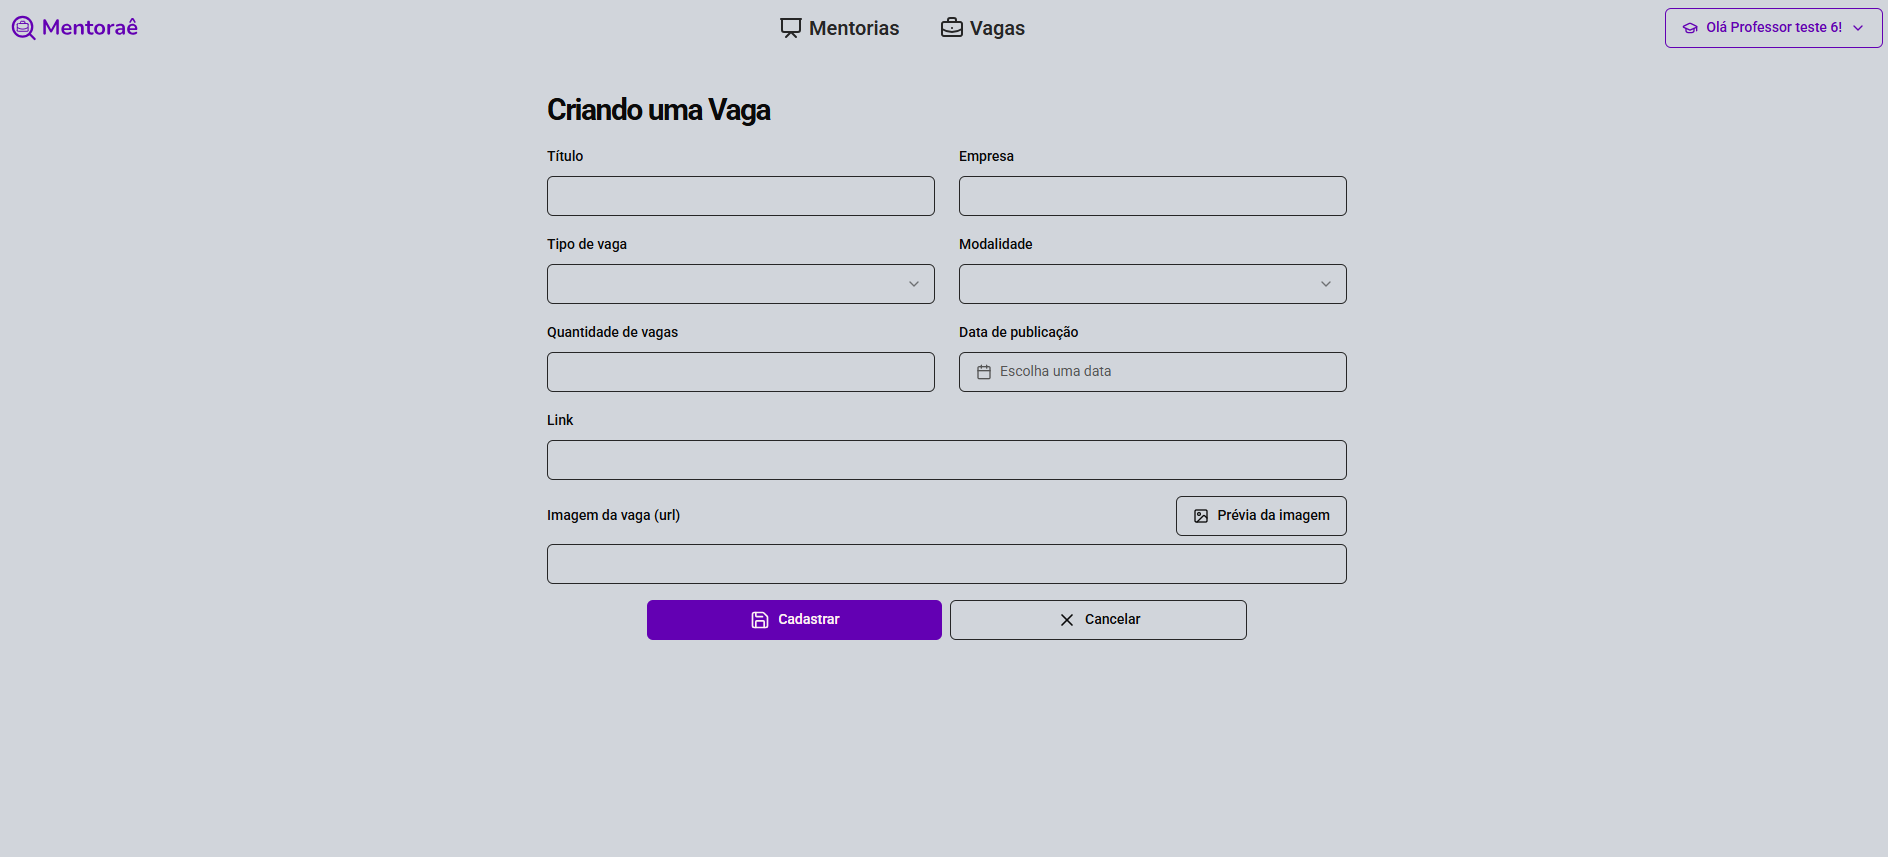 Mentoraê
Mentorias
Vagas
Olá Professor teste 6!
Criando uma Vaga
Título
Empresa
Tipo de vaga
Modalidade
Quantidade de vagas
Data de publicação
Escolha uma data
Link
Imagem da vaga (url)
Prévia da imagem
Cadastrar
Cancelar